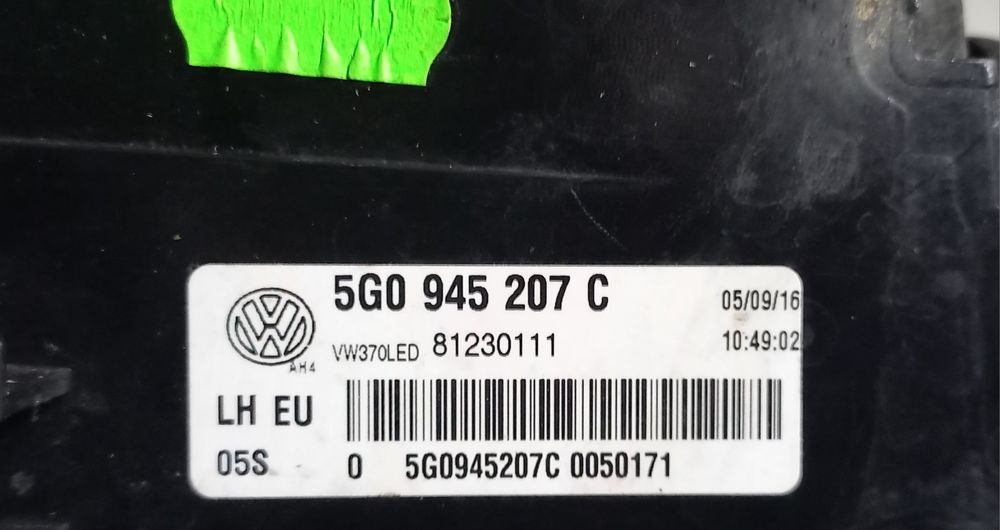 5G0 945 207 C
05/09/16
VW370LED 81230111
10:49:02
AH4
LH EU
05S
0 5G0945207C 0050171